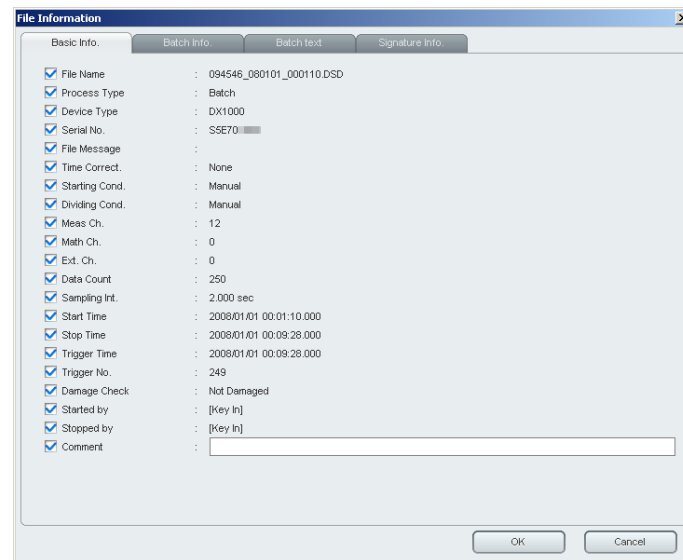 File Information
Basic Info. Batch Info. Batch text Signature Info.
File Name : 094546_080101_000110.DSD
Process Type : Batch
Device Type : DX1000
Serial No. : S5E70
File Message :
Time Correct. : None
Starting Cond. : Manual
Dividing Cond. : Manual
Meas Ch. : 12
Math Ch. : 0
Ext. Ch. : 0
Data Count : 250
Sampling Int. : 2.000 sec
Start Time : 2008/01/01 00:01:10.000
Stop Time : 2008/01/01 00:09:28.000
Trigger Time : 2008/01/01 00:09:28.000
Trigger No. : 249
Damage Check : Not Damaged
Started by : [Key In]
Stopped by : [Key In]
Comment :
OK Cancel